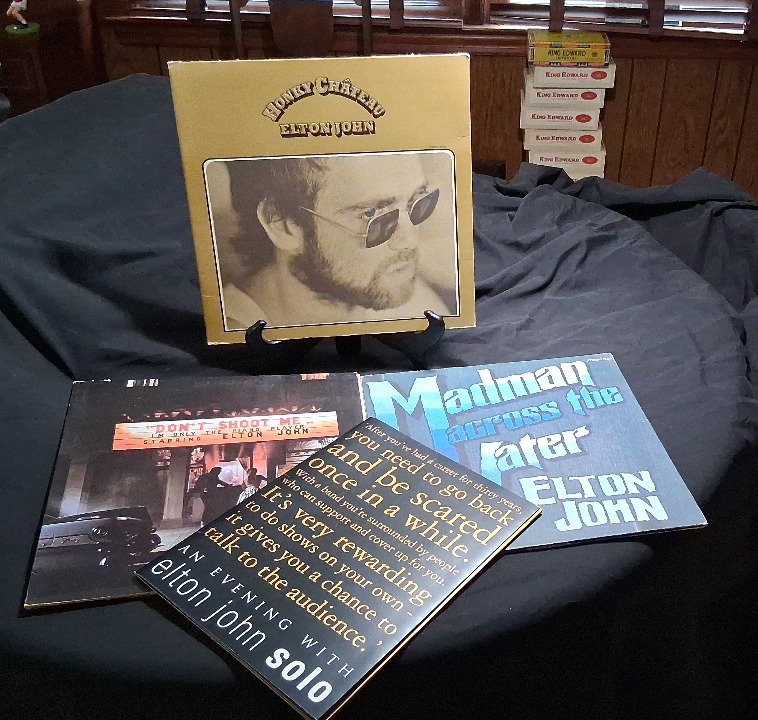 HONKY CHÂTEAU
ELTON JOHN
KING EDWARD
KING EDWARD
KING EDWARD
KING EDWARD
KING EDWARD
KING EDWARD
"DON'T SHOOT ME
I'M ONLY THE PIANO PLAYER"
STARRING ELTON JOHN
Madman
across the
Water
ELTON
JOHN
After you've had a career for thirty years,
you need to go back
and be scared
once in a while.
With a band you're surrounded by people
who can support and cover up for you.
It's very rewarding
to do shows on your own -
it gives you a chance to
talk to the audience.'
AN EVENING WITH
elton john solo